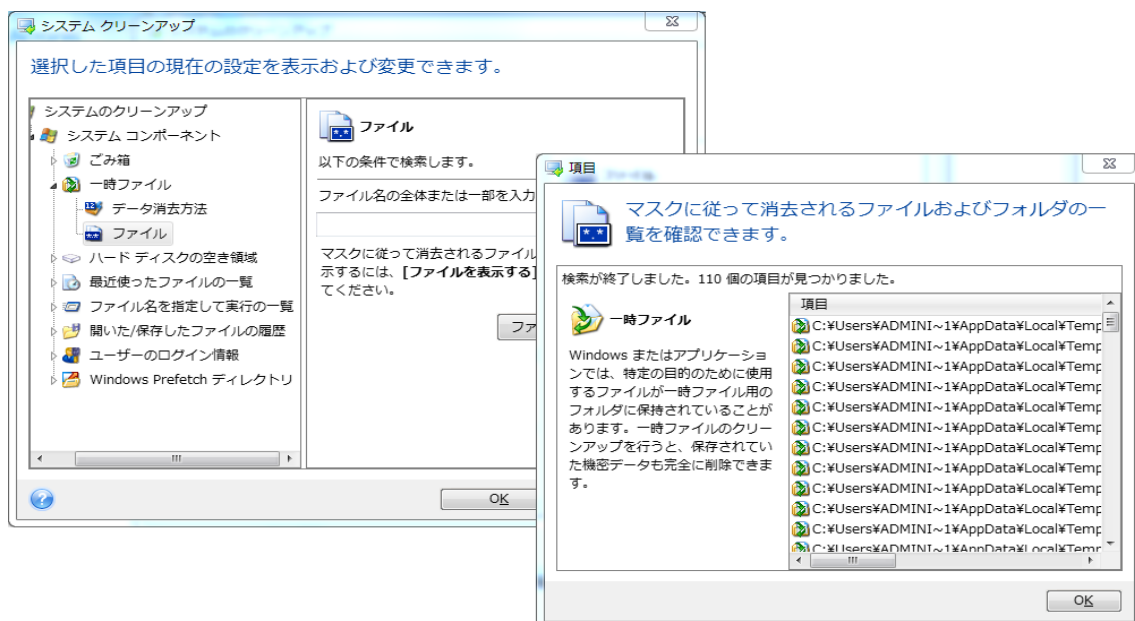 システム クリーンアップ
選択した項目の現在の設定を表示および変更できます。
システムのクリーンアップ
システム コンポーネント
ごみ箱
一時ファイル
データ消去方法
ファイル
ハード ディスクの空き領域
最近使ったファイルの一覧
ファイル名を指定して実行の一覧
開いた/保存したファイルの履歴
ユーザーのログイン情報
Windows Prefetch ディレクトリ
ファイル
以下の条件で検索します。
ファイル名の全体または一部を入力
マスクに従って消去されるファイル
示するには、[ファイルを表示する]
てください。
ファ
OK
項目
マスクに従って消去されるファイルおよびフォルダの一
覧を確認できます。
検索が終了しました。110 個の項目が見つかりました。
一時ファイル
Windows またはアプリケーショ
ンでは、特定の目的のために使用
するファイルが一時ファイル用の
フォルダに保持されていることが
あります。一時ファイルのクリー
ンアップを行うと、保存されてい
た機密データも完全に削除できま
す。
項目
C:¥Users¥ADMINI~1¥AppData¥Local¥Temp
C:¥Users¥ADMINI~1¥AppData¥Local¥Temp
C:¥Users¥ADMINI~1¥AppData¥Local¥Temp
C:¥Users¥ADMINI~1¥AppData¥Local¥Temp
C:¥Users¥ADMINI~1¥AppData¥Local¥Temp
C:¥Users¥ADMINI~1¥AppData¥Local¥Temp
C:¥Users¥ADMINI~1¥AppData¥Local¥Temp
C:¥Users¥ADMINI~1¥AppData¥Local¥Temp
C:¥Users¥ADMINI~1¥AppData¥Local¥Temp
C:¥Users¥ADMINI~1¥AppData¥Local¥Temp
C:¥Users¥ADMINI~1¥AppData¥Local¥Temp
C:¥Users¥ADMINI~1¥AppData¥Local¥Temp
OK